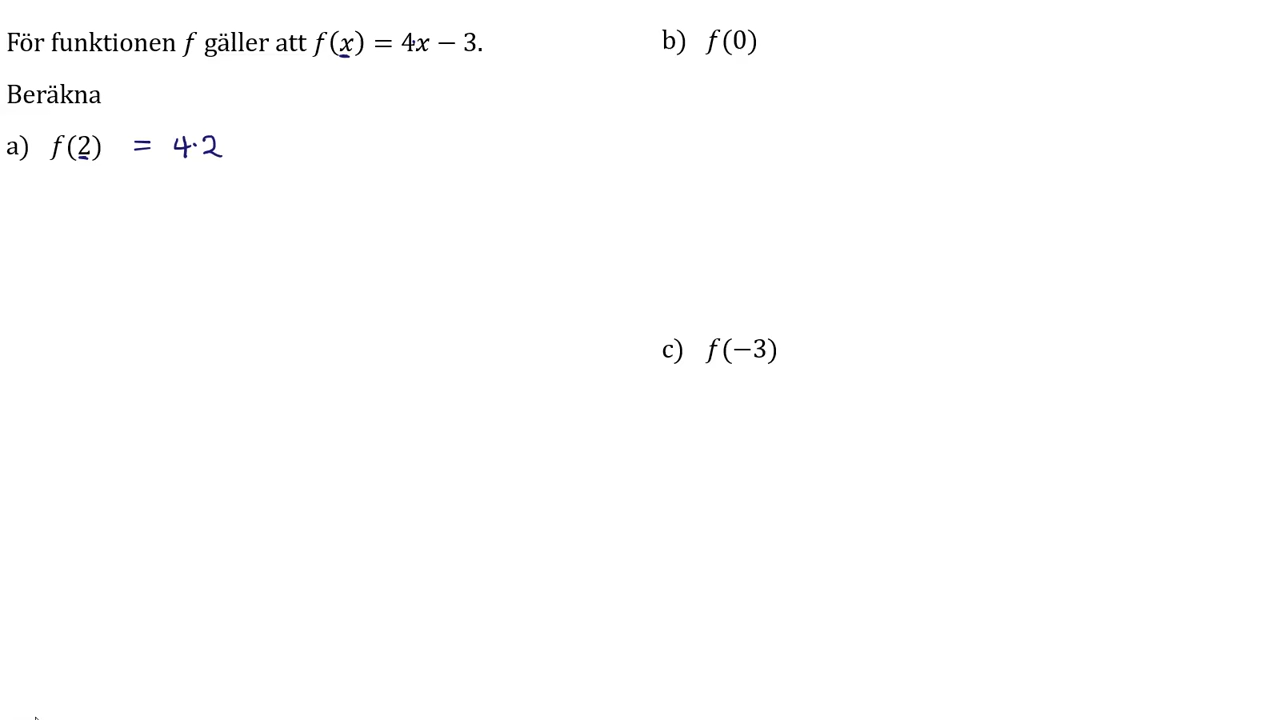 För funktionen f gäller att f(x) = 4x − 3.
Beräkna
a) f(2) = 4·2
b) f(0)
c) f(−3)